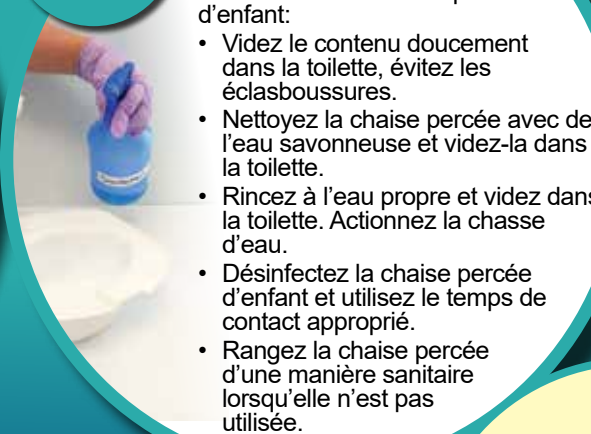 d'enfant:
• Videz le contenu doucement
dans la toilette, évitez les
éclasboussures.
• Nettoyez la chaise percée avec de
l'eau savonneuse et videz-la dans
la toilette.
• Rincez à l'eau propre et videz dans
la toilette. Actionnez la chasse
d'eau.
• Désinfectez la chaise percée
d'enfant et utilisez le temps de
contact approprié.
• Rangez la chaise percée
d'une manière sanitaire
lorsqu'elle n'est pas
utilisée.